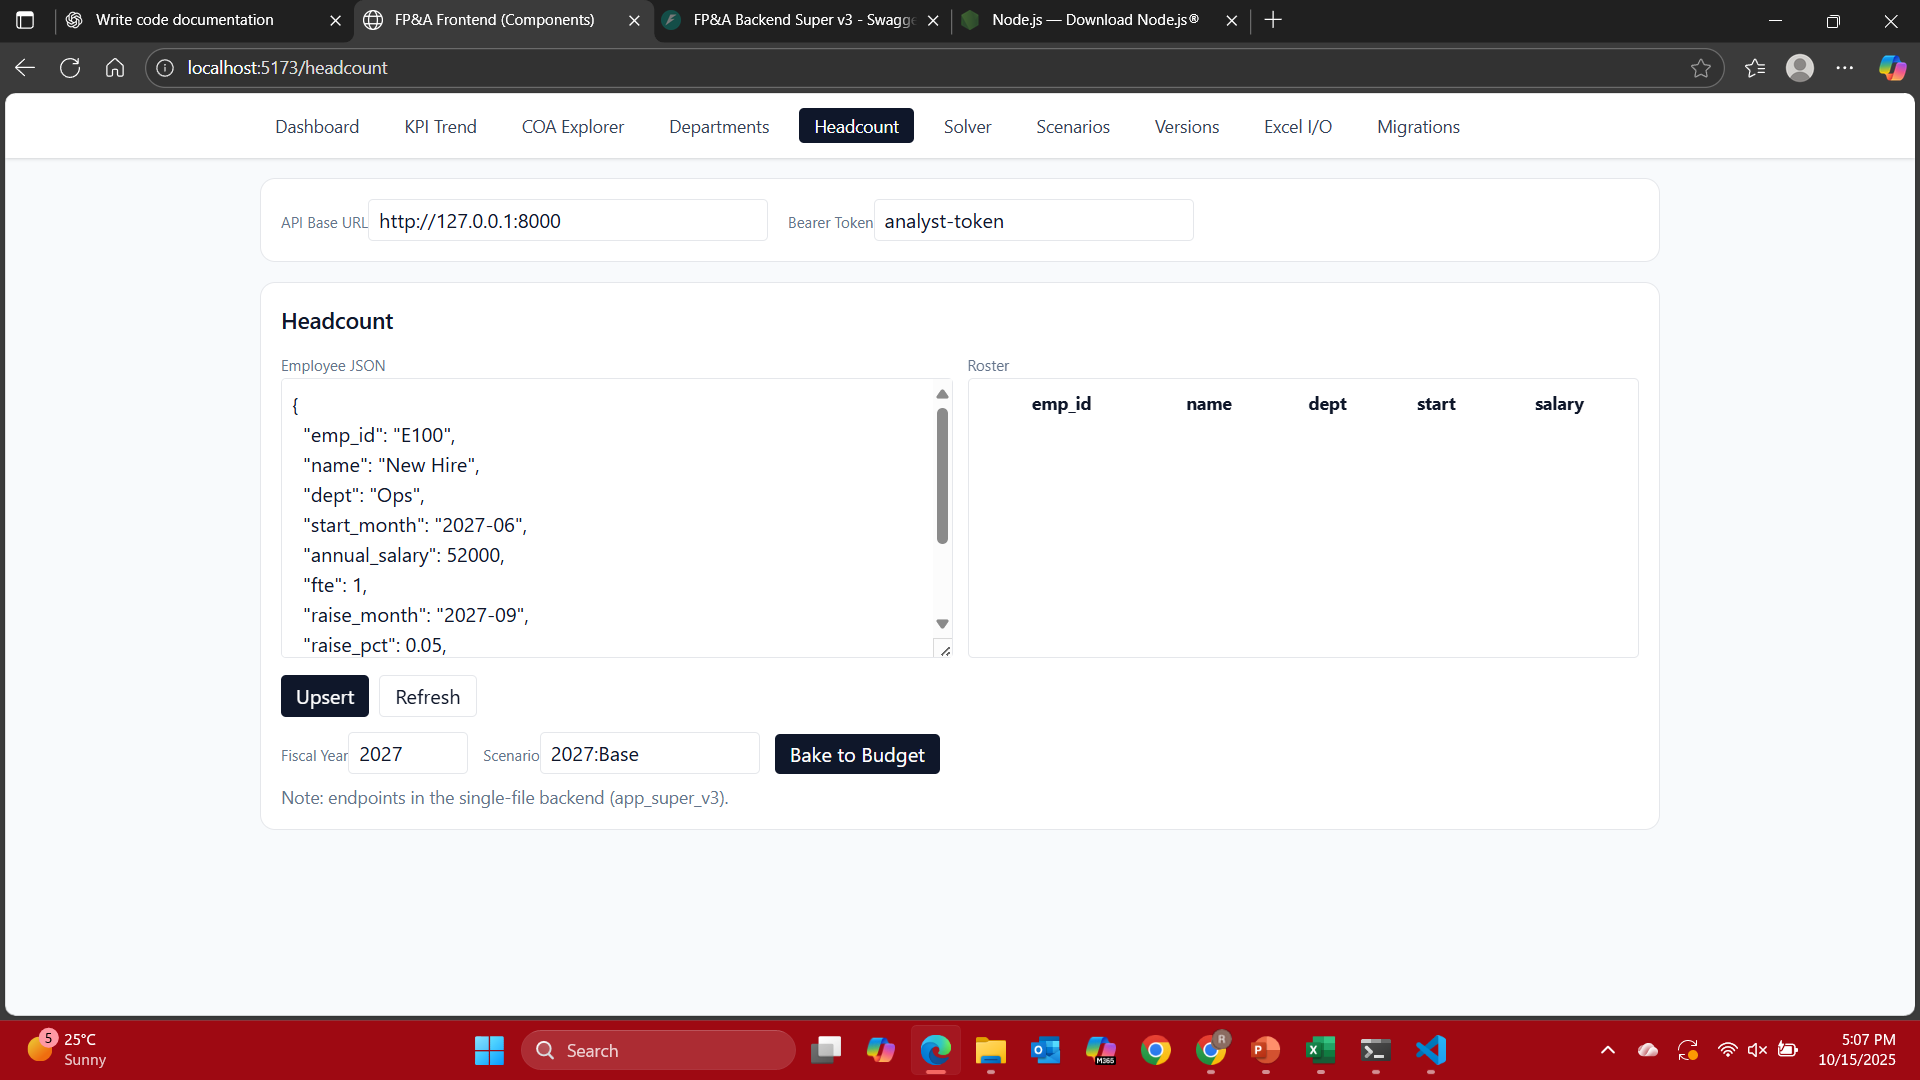 Write code documentation
FP&A Frontend (Components)
FP&A Backend Super v3 - Swagge
Node.js — Download Node.js®
localhost:5173/headcount
Dashboard
KPI Trend
COA Explorer
Departments
Headcount
Solver
Scenarios
Versions
Excel I/O
Migrations
API Base URL
http://127.0.0.1:8000
Bearer Token
analyst-token
Headcount
Employee JSON
{
"emp_id": "E100",
"name": "New Hire",
"dept": "Ops",
"start_month": "2027-06",
"annual_salary": 52000,
"fte": 1,
"raise_month": "2027-09",
"raise_pct": 0.05,
Roster
emp_id name dept start salary
Upsert
Refresh
Fiscal Year
2027
Scenario
2027:Base
Bake to Budget
Note: endpoints in the single-file backend (app_super_v3).
5
25°C
Sunny
Search
M365
R
5:07 PM
10/15/2025